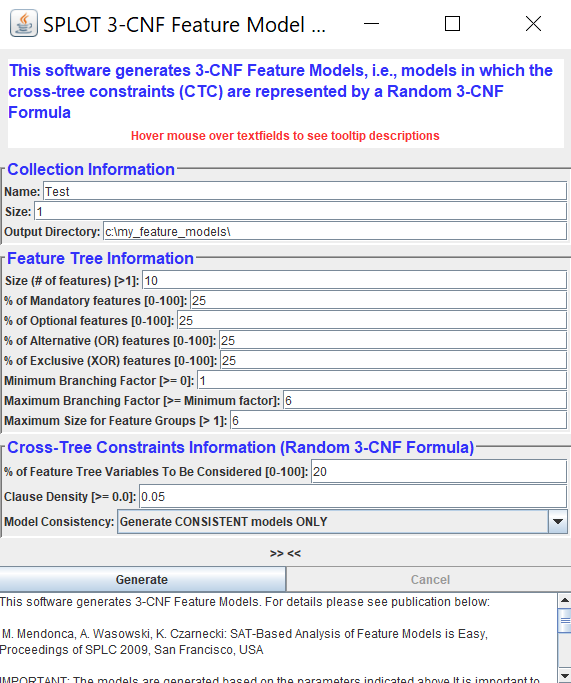 SPLOT 3-CNF Feature Model ...
This software generates 3-CNF Feature Models, i.e., models in which the
cross-tree constraints (CTC) are represented by a Random 3-CNF
Formula
Hover mouse over textfields to see tooltip descriptions
Collection Information
Name: Test
Size: 1
Output Directory: c:\my_feature_models\
Feature Tree Information
Size (# of features) [>1]: 10
% of Mandatory features [0-100]: 25
% of Optional features [0-100]: 25
% of Alternative (OR) features [0-100]: 25
% of Exclusive (XOR) features [0-100]: 25
Minimum Branching Factor [>= 0]: 1
Maximum Branching Factor [>= Minimum factor]: 6
Maximum Size for Feature Groups [> 1]: 6
Cross-Tree Constraints Information (Random 3-CNF Formula)
% of Feature Tree Variables To Be Considered [0-100]: 20
Clause Density [>= 0.0]: 0.05
Model Consistency: Generate CONSISTENT models ONLY
>> <<
Generate Cancel
This software generates 3-CNF Feature Models. For details please see publication below:
M. Mendonca, A. Wasowski, K. Czarnecki: SAT-Based Analysis of Feature Models is Easy,
Proceedings of SPLC 2009, San Francisco, USA
IMPORTANT: The models are generated based on the parameters indicated above.It is important to